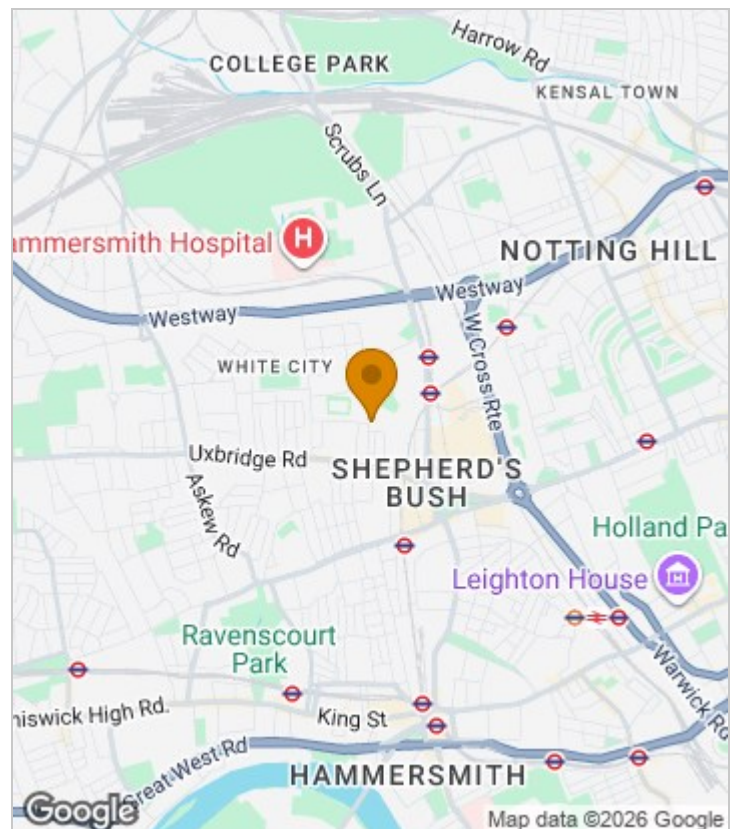 Harrow Rd
COLLEGE PARK
KENSAL TOWN
Scrubs Ln
ammersmith Hospital
H
NOTTING HILL
Westway
Westway
W Cross Rte
WHITE CITY
Uxbridge Rd
SHEPHERD'S
BUSH
Askew Rd
Holland Pa
Leighton House
Ravenscourt
Park
Warwick Rd
hiswick High Rd.
King St
Great West Rd
HAMMERSMITH
Google
Map data ©2026 Google